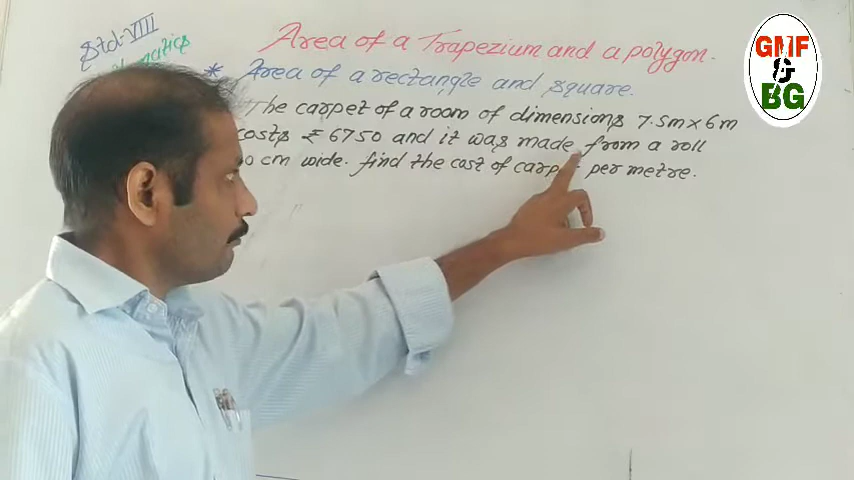 Std-VIII
Area of a Trapezium and a polygon.
* Area of a rectangle and square.
The carpet of a room of dimensions 7.5m x 6m
costs ₹ 6750 and it was made from a roll
cm wide. find the cost of per metre.
GMF
&
BG